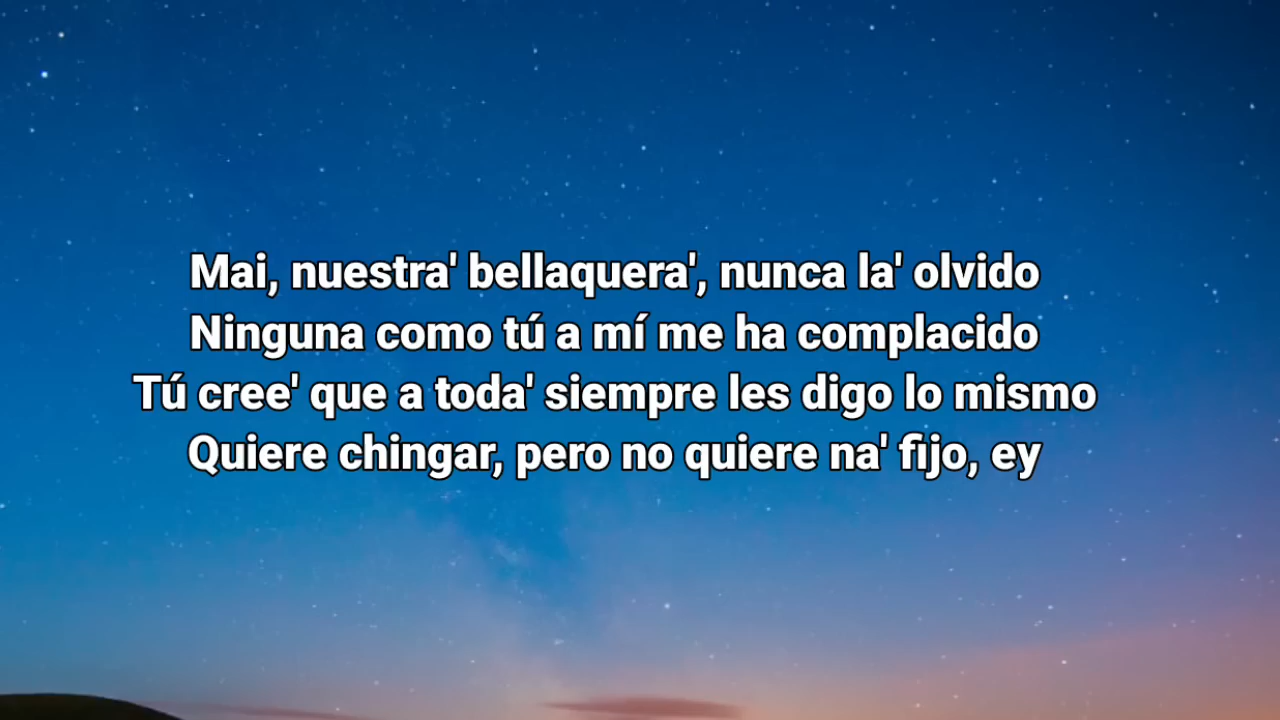 Mai, nuestra' bellaquera', nunca la' olvido
Ninguna como tú a mí me ha complacido
Tú cree' que a toda' siempre les digo lo mismo
Quiere chingar, pero no quiere na' fijo, ey